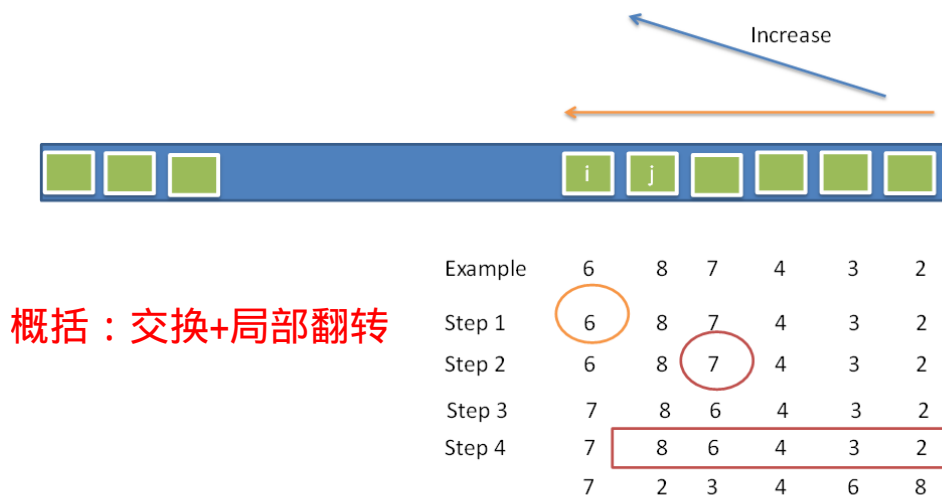 Increase
i j
Example 6 8 7 4 3 2
概括：交换+局部翻转
Step 1 6 8 7 4 3 2
Step 2 6 8 7 4 3 2
Step 3 7 8 6 4 3 2
Step 4 7 8 6 4 3 2
7 2 3 4 6 8